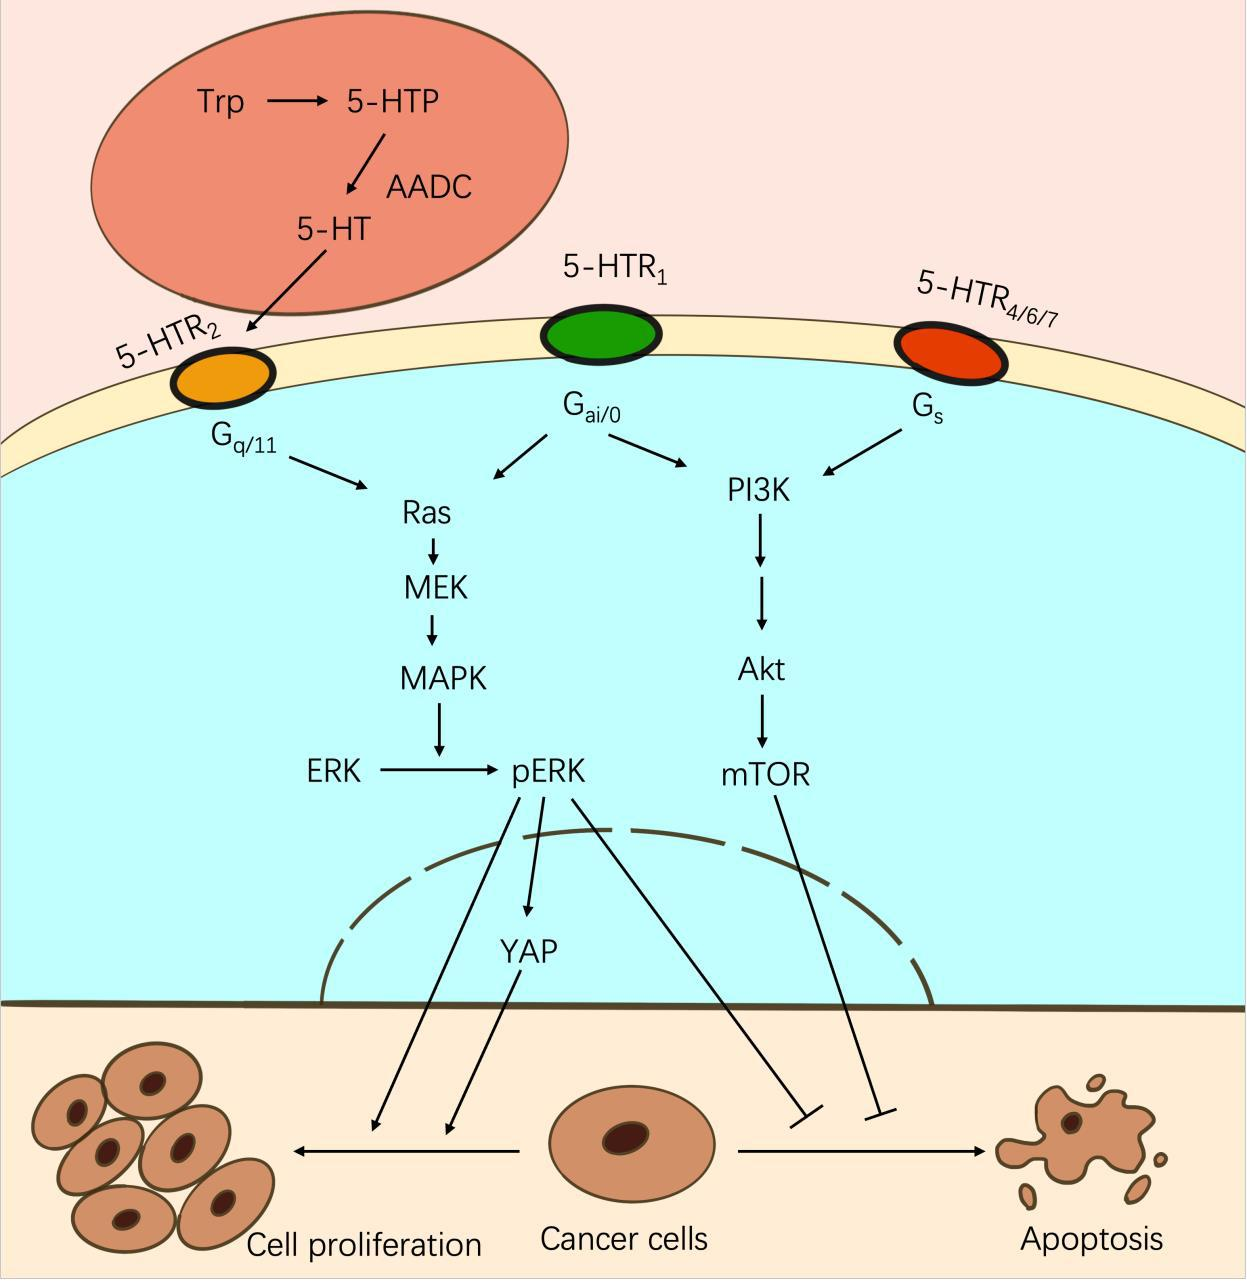 Trp 5-HTP
AADC
5-HT
5-HTR2
5-HTR1
5-HTR4/6/7
Gq/11
Gai/0
Gs
Ras
PI3K
MEK
MAPK
Akt
ERK
pERK
mTOR
YAP
Cell proliferation
Cancer cells
Apoptosis